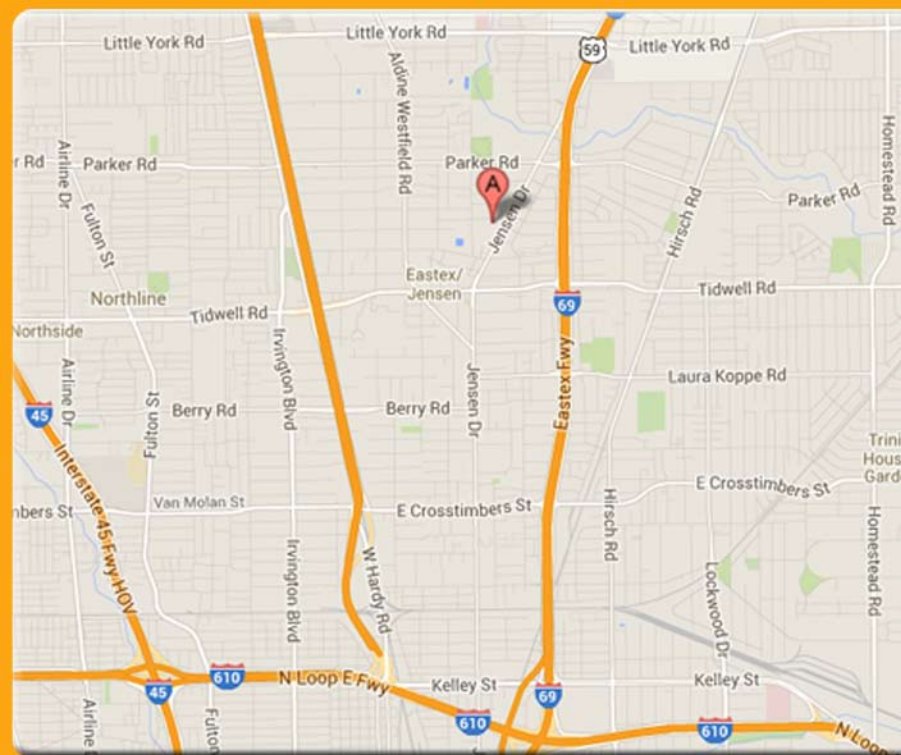 Little York Rd
Little York Rd
59
Little York Rd
Aldine Westfield Rd
Airline Dr
Homestead Rd
r Rd
Parker Rd
Parker Rd
Parker Rd
A
Jensen Dr
Hirsch Rd
Fulton St
Eastex/
Jensen
Northline
Tidwell Rd
Tidwell Rd
69
Northside
Irvington Blvd
Airline Dr
Jensen Dr
Eastex Fwy
Laura Koppe Rd
Fulton St
Berry Rd
Berry Rd
45
Interstate 45 Fwy HOV
Trini
Hous
Garde
E Crosstimbers St
mbers St
Van Molan St
E Crosstimbers St
Hirsch Rd
Homestead Rd
Irvington Blvd
W Hardy Rd
Lockwood Dr
610
N Loop E Fwy
Kelley St
Kelley St
45
69
Airline
Fulton
610
J
610
N Loop